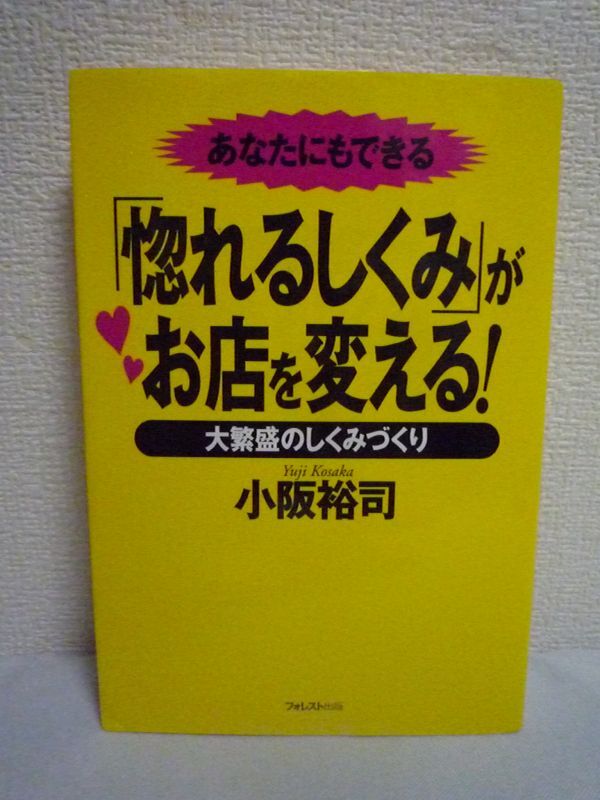 あなたにもできる
「惚れるしくみ」が
お店を変える!
大繁盛のしくみづくり
Yuji Kosaka
小阪裕司
フォレスト出版